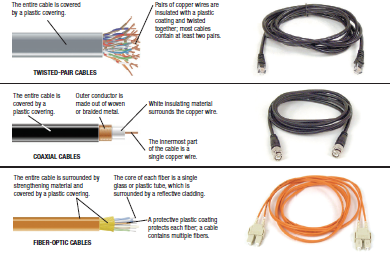 The entire cable is covered
by a plastic covering.
Pairs of copper wires are
insulated with a plastic
coating and twisted
together; most cables
contain at least two pairs.
TWISTED-PAIR CABLES
The entire cable is
covered by a
plastic covering.
Outer conductor is
made out of woven
or braided metal.
White insulating material
surrounds the copper wire.
The innermost part
of the cable is a
single copper wire.
COAXIAL CABLES
The entire cable is surrounded by
strengthening material and
covered by a plastic covering.
The core of each fiber is a single
glass or plastic tube, which is
surrounded by a reflective cladding.
A protective plastic coating
protects each fiber; a cable
contains multiple fibers.
FIBER-OPTIC CABLES